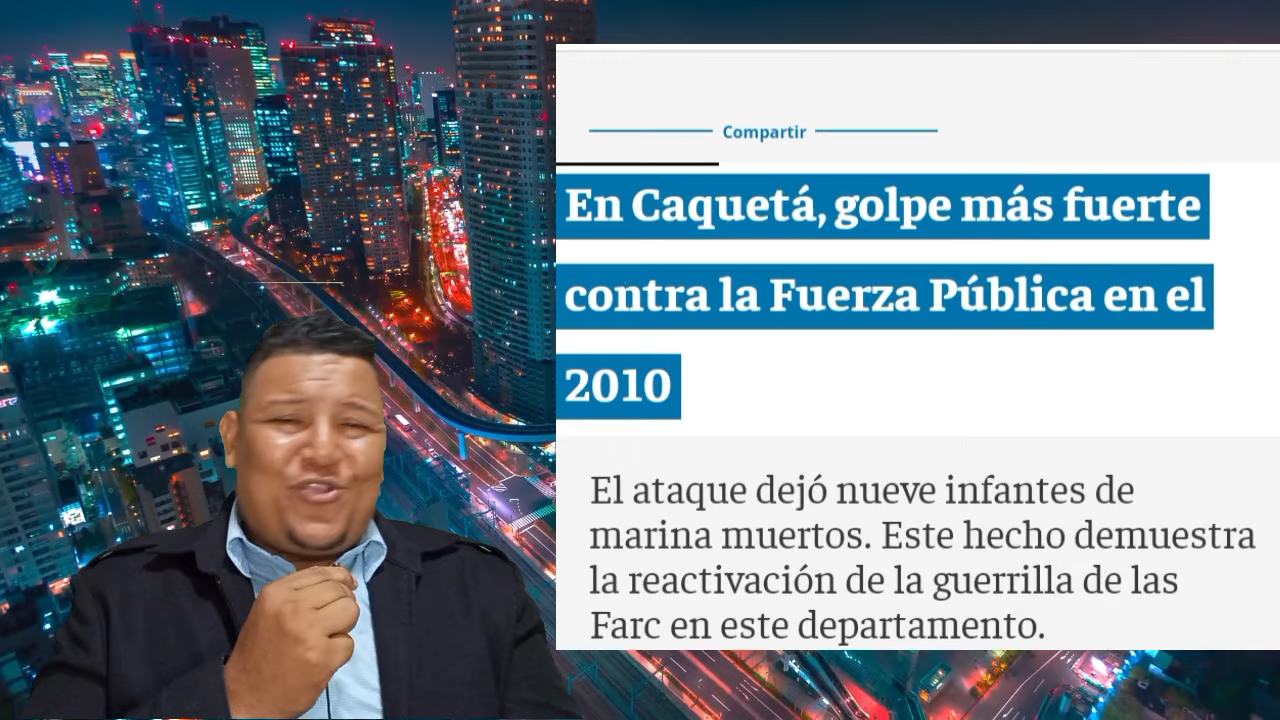 Compartir
En Caquetá, golpe más fuerte
contra la Fuerza Pública en el
2010
El ataque dejó nueve infantes de
marina muertos. Este hecho demuestra
la reactivación de la guerrilla de las
Farc en este departamento.